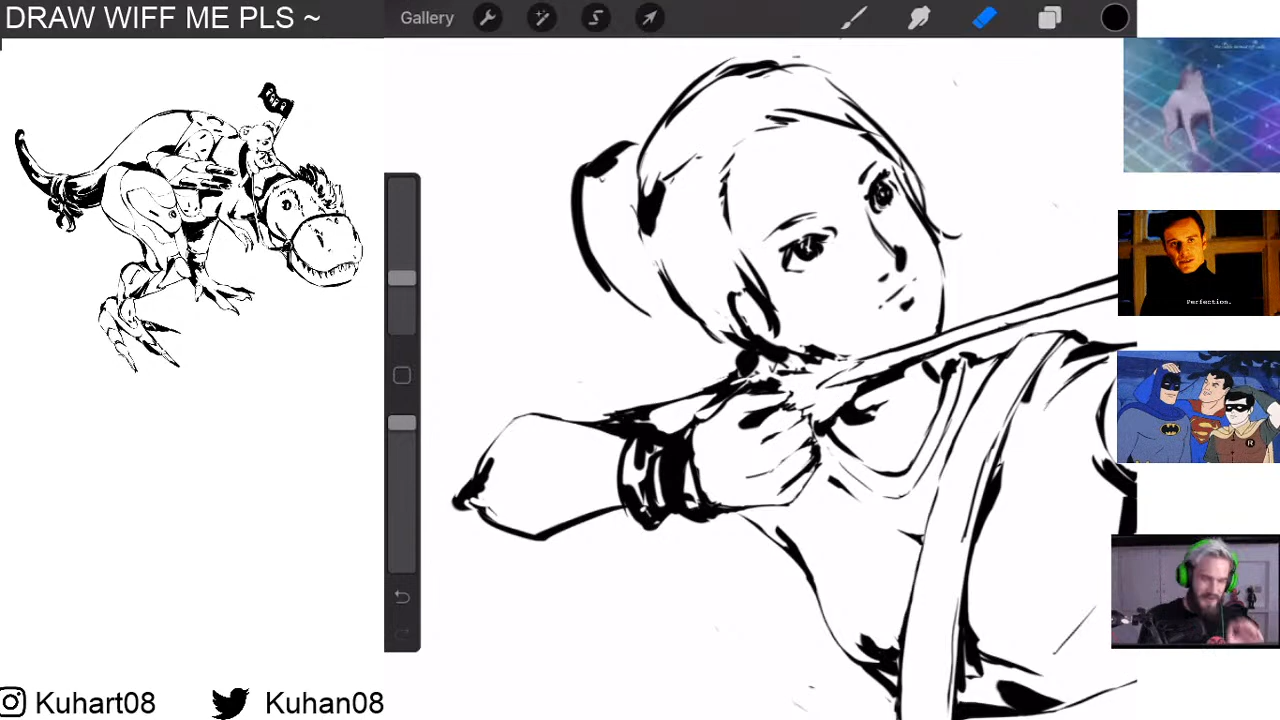 DRAW WIFF ME PLS ~
Gallery
Perfection.
R
Kuhart08
Kuhan08